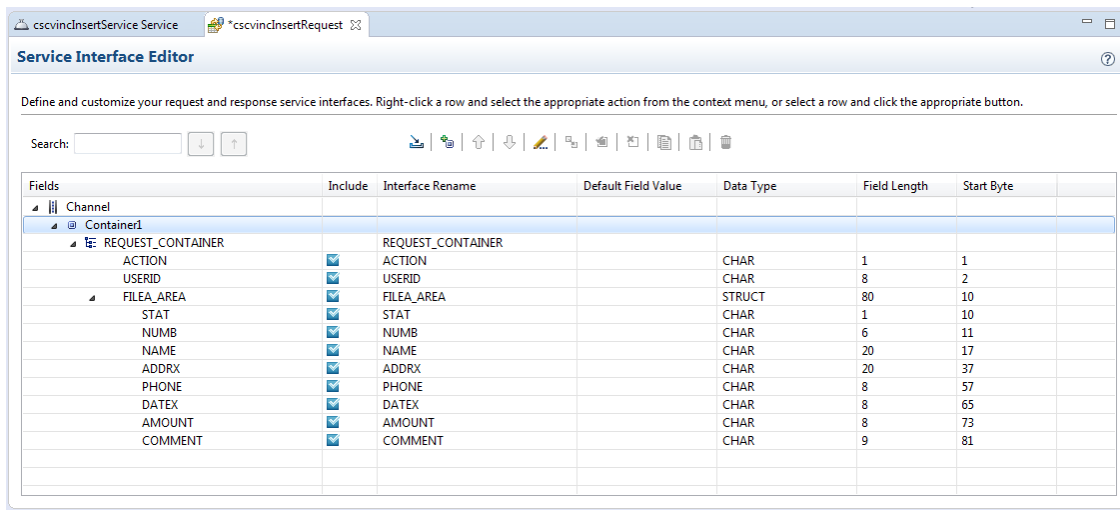 cscvincInsertService Service *cscvincInsertRequest
Service Interface Editor
Define and customize your request and response service interfaces. Right-click a row and select the appropriate action from the context menu, or select a row and click the appropriate button.
Search:
Fields Include Interface Rename Default Field Value Data Type Field Length Start Byte
Channel
Container1
REQUEST_CONTAINER REQUEST_CONTAINER
ACTION ACTION CHAR 1 1
USERID USERID CHAR 8 2
FILEA_AREA FILEA_AREA STRUCT 80 10
STAT STAT CHAR 1 10
NUMB NUMB CHAR 6 11
NAME NAME CHAR 20 17
ADDRX ADDRX CHAR 20 37
PHONE PHONE CHAR 8 57
DATEX DATEX CHAR 8 65
AMOUNT AMOUNT CHAR 8 73
COMMENT COMMENT CHAR 9 81